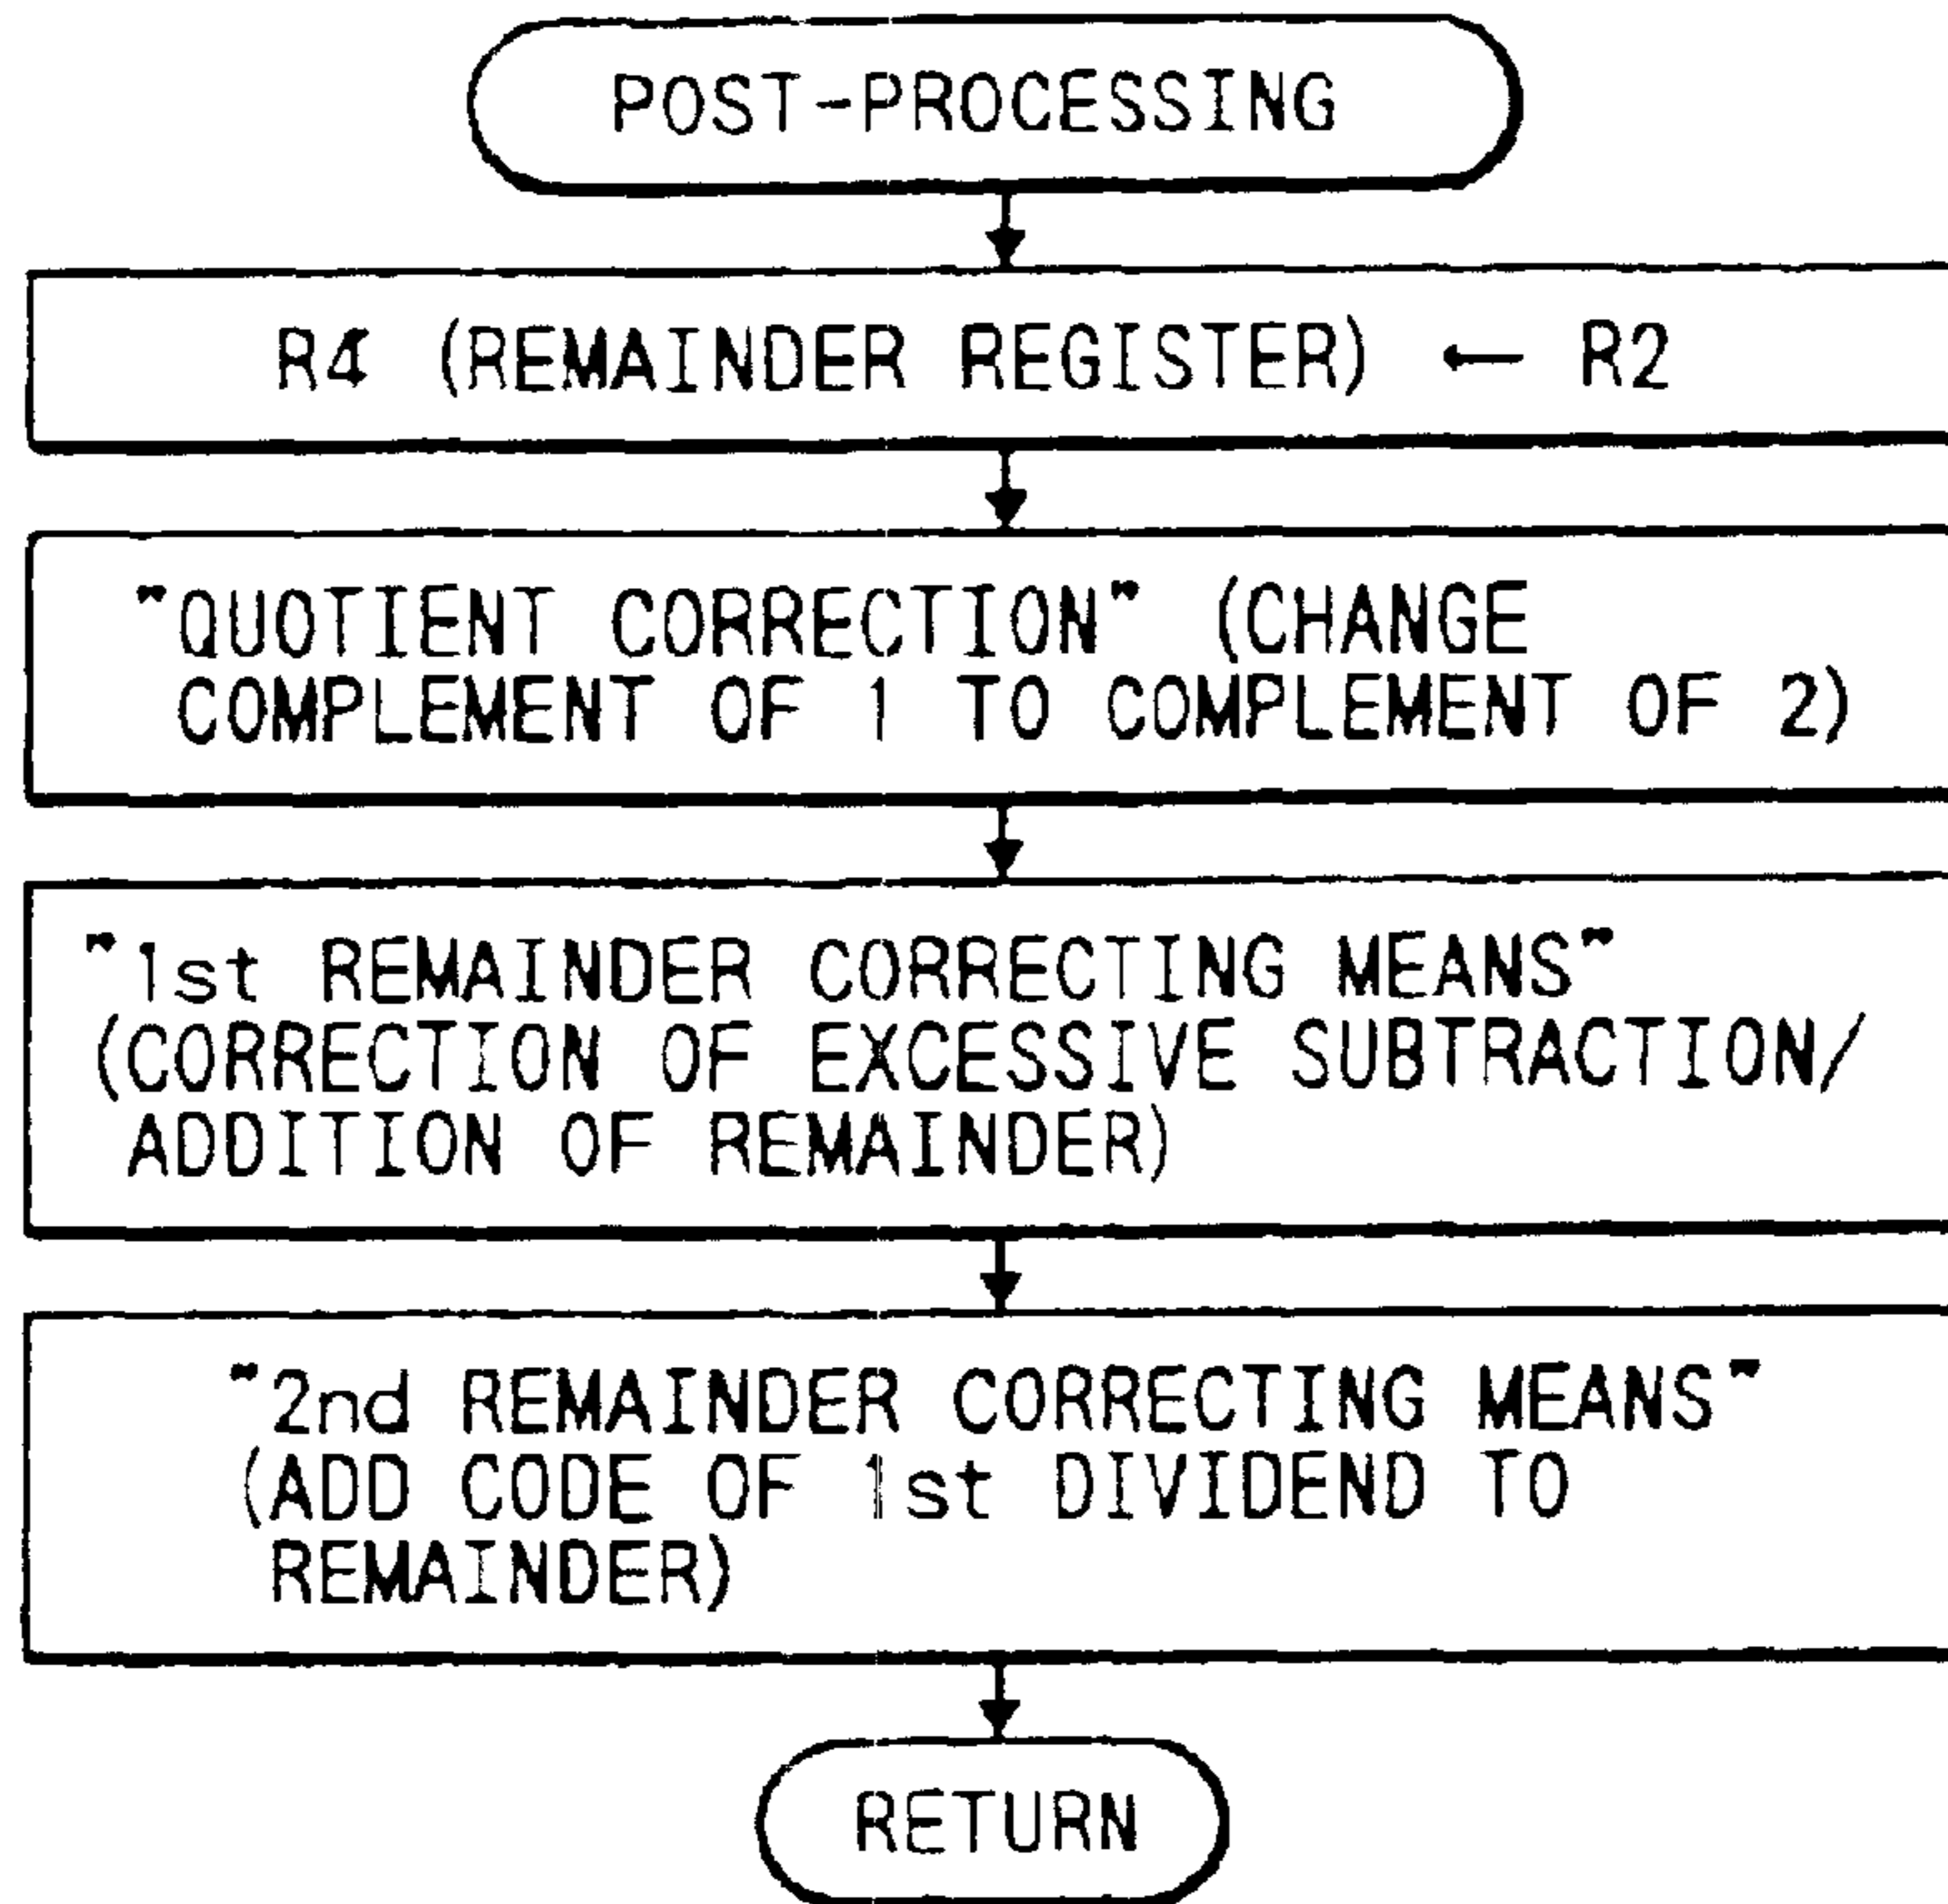 POST-PROCESSING
R4 (REMAINDER REGISTER) ← R2
"QUOTIENT CORRECTION" (CHANGE
COMPLEMENT OF 1 TO COMPLEMENT OF 2)
"1st REMAINDER CORRECTING MEANS"
(CORRECTION OF EXCESSIVE SUBTRACTION/
ADDITION OF REMAINDER)
"2nd REMAINDER CORRECTING MEANS"
(ADD CODE OF 1st DIVIDEND TO
REMAINDER)
RETURN